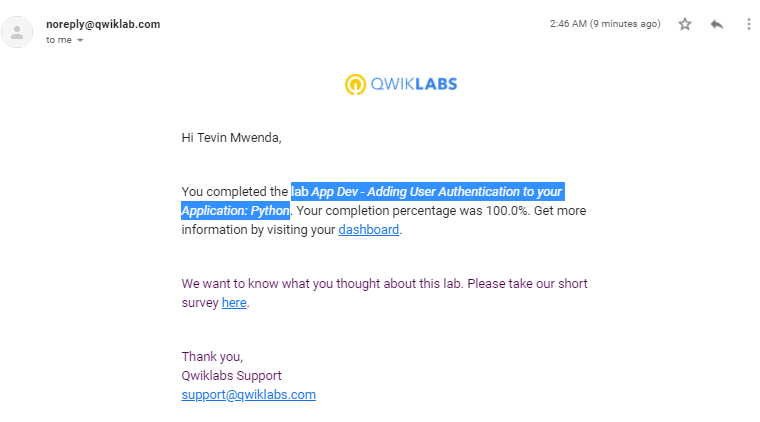 noreply@qwiklab.com
2:46 AM (9 minutes ago)
to me
QWIKLABS
Hi Tevin Mwenda,
You completed the lab App Dev - Adding User Authentication to your
Application: Python. Your completion percentage was 100.0%. Get more
information by visiting your dashboard.
We want to know what you thought about this lab. Please take our short
survey here.
Thank you,
Qwiklabs Support
support@qwiklabs.com